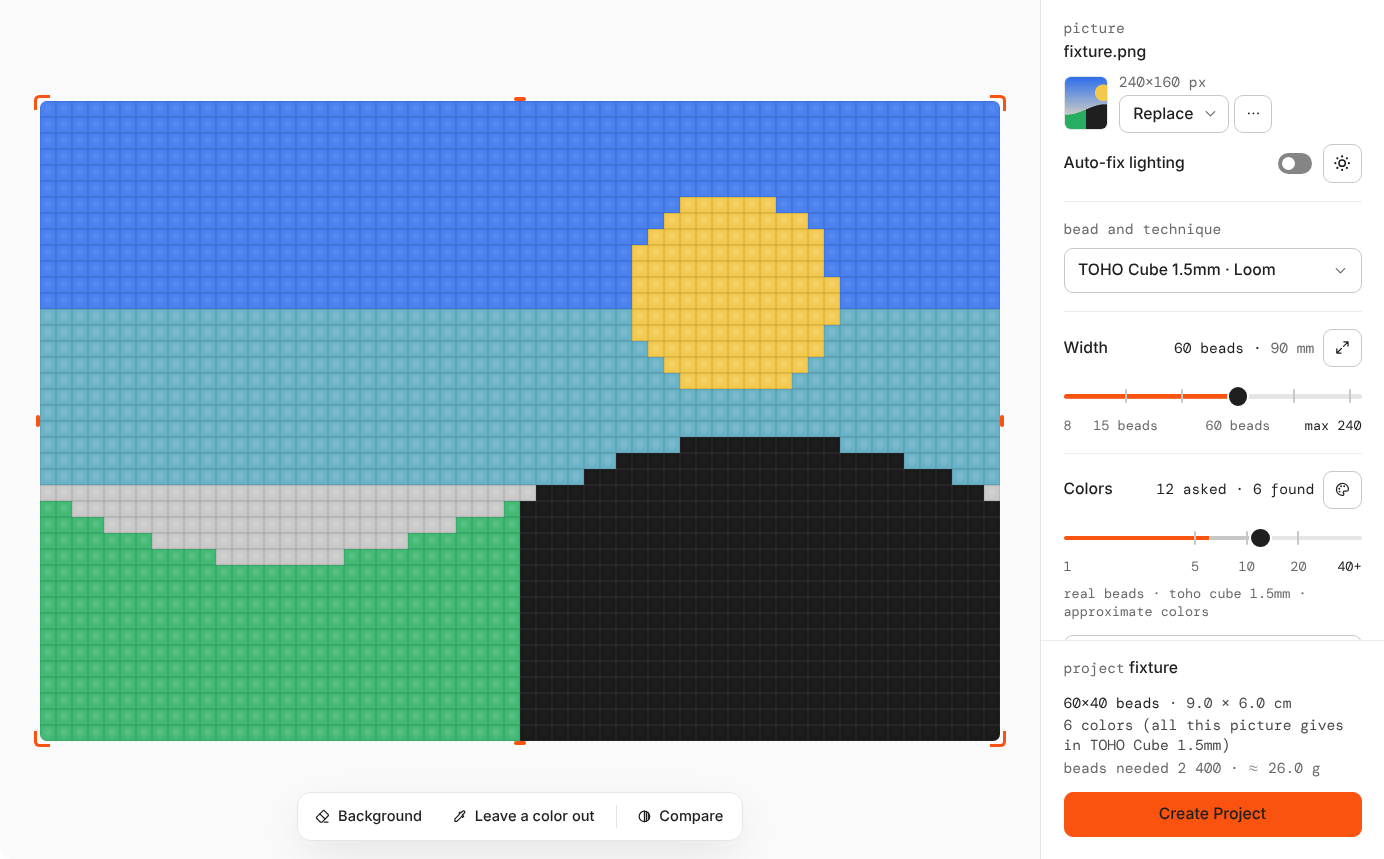 picture
fixture.png
240×160 px
Replace
Auto-fix lighting
bead and technique
TOHO Cube 1.5mm · Loom
Width 60 beads · 90 mm
8 15 beads 60 beads max 240
Colors 12 asked · 6 found
1 5 10 20 40+
real beads · toho cube 1.5mm ·
approximate colors
project fixture
60×40 beads · 9.0 × 6.0 cm
6 colors (all this picture gives
in TOHO Cube 1.5mm)
beads needed 2 400 · ≈ 26.0 g
Create Project
Background Leave a color out Compare